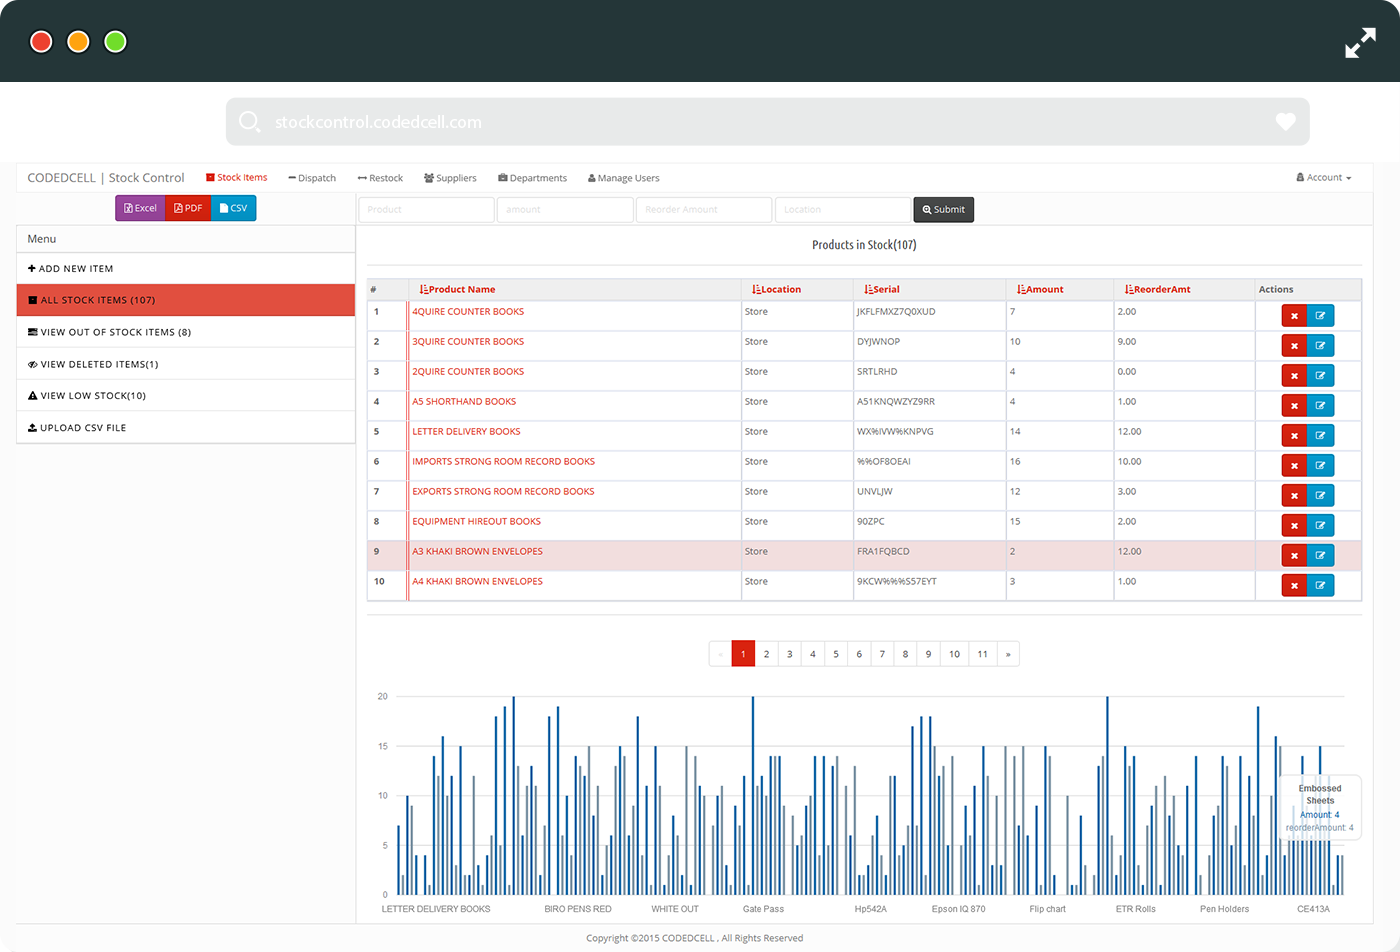 stockcontrol.codedcell.com
CODEDCELL | Stock Control Stock Items Dispatch Restock Suppliers Departments Manage Users Account
Excel PDF CSV Product amount Reorder Amount Location Submit
Menu
ADD NEW ITEM
ALL STOCK ITEMS (107)
VIEW OUT OF STOCK ITEMS (8)
VIEW DELETED ITEMS(1)
VIEW LOW STOCK(10)
UPLOAD CSV FILE
Products in Stock(107)
# Product Name Location Serial Amount ReorderAmt Actions
1 4QUIRE COUNTER BOOKS Store JKFLFMXZ7Q0XUD 7 2.00
2 3QUIRE COUNTER BOOKS Store DYJWNOP 10 9.00
3 2QUIRE COUNTER BOOKS Store SRTLRHD 4 0.00
4 A5 SHORTHAND BOOKS Store A51KNQWZYZ9RR 4 1.00
5 LETTER DELIVERY BOOKS Store WX%IVW%KNPVG 14 12.00
6 IMPORTS STRONG ROOM RECORD BOOKS Store %%OF8OEAI 16 10.00
7 EXPORTS STRONG ROOM RECORD BOOKS Store UNVLJW 12 3.00
8 EQUIPMENT HIREOUT BOOKS Store 90ZPC 15 2.00
9 A3 KHAKI BROWN ENVELOPES Store FRA1FQBCD 2 12.00
10 A4 KHAKI BROWN ENVELOPES Store 9KCW%%%S57EYT 3 1.00
« 1 2 3 4 5 6 7 8 9 10 11 »
20
15
10
5
0
Embossed
Sheets
Amount: 4
reorderAmount: 4
LETTER DELIVERY BOOKS BIRO PENS RED WHITE OUT Gate Pass Hp542A Epson IQ 870 Flip chart ETR Rolls Pen Holders CE413A
Copyright ©2015 CODEDCELL . All Rights Reserved